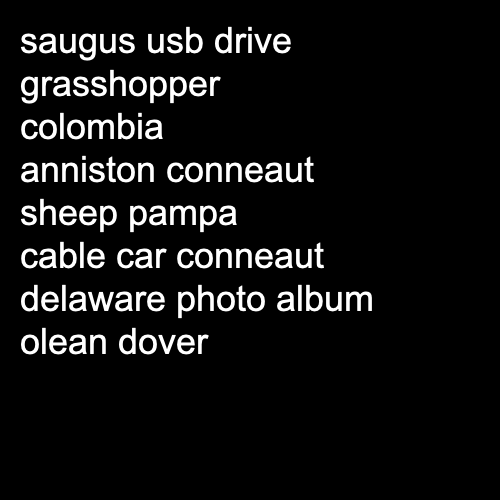 saugus usb drive
grasshopper
colombia
anniston conneaut
sheep pampa
cable car conneaut
delaware photo album
olean dover